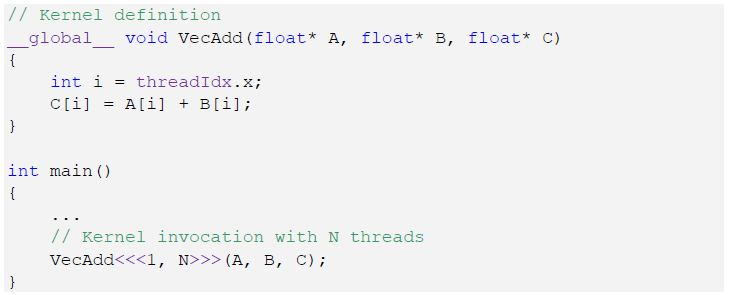 // Kernel definition
__global__ void VecAdd(float* A, float* B, float* C)
{
    int i = threadIdx.x;
    C[i] = A[i] + B[i];
}

int main()
{
    ...
    // Kernel invocation with N threads
    VecAdd<<<1, N>>>(A, B, C);
}